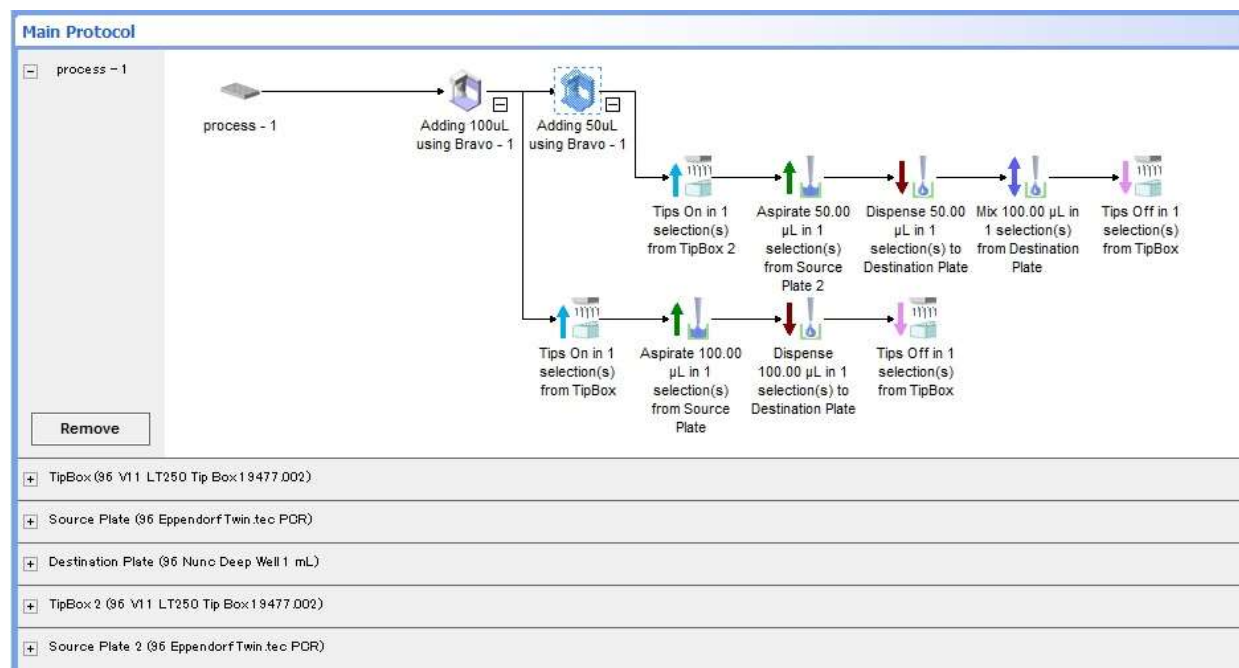 Main Protocol
process - 1
process - 1
Adding 100uL
using Bravo - 1
Adding 50uL
using Bravo - 1
Tips On in 1
selection(s)
from TipBox 2
Aspirate 50.00
µL in 1
selection(s)
from Source
Plate 2
Dispense 50.00
µL in 1
selection(s) to
Destination Plate
Mix 100.00 µL in
1 selection(s)
from Destination
Plate
Tips Off in 1
selection(s)
from TipBox
Tips On in 1
selection(s)
from TipBox
Aspirate 100.00
µL in 1
selection(s)
from Source
Plate
Dispense
100.00 µL in 1
selection(s) to
Destination Plate
Tips Off in 1
selection(s)
from TipBox
Remove
TipBox (96 V11 LT250 Tip Box 19477.002)
Source Plate (96 Eppendorf Twin.tec PCR)
Destination Plate (96 Nunc Deep Well 1 mL)
TipBox 2 (96 V11 LT250 Tip Box 19477.002)
Source Plate 2 (96 Eppendorf Twin.tec PCR)